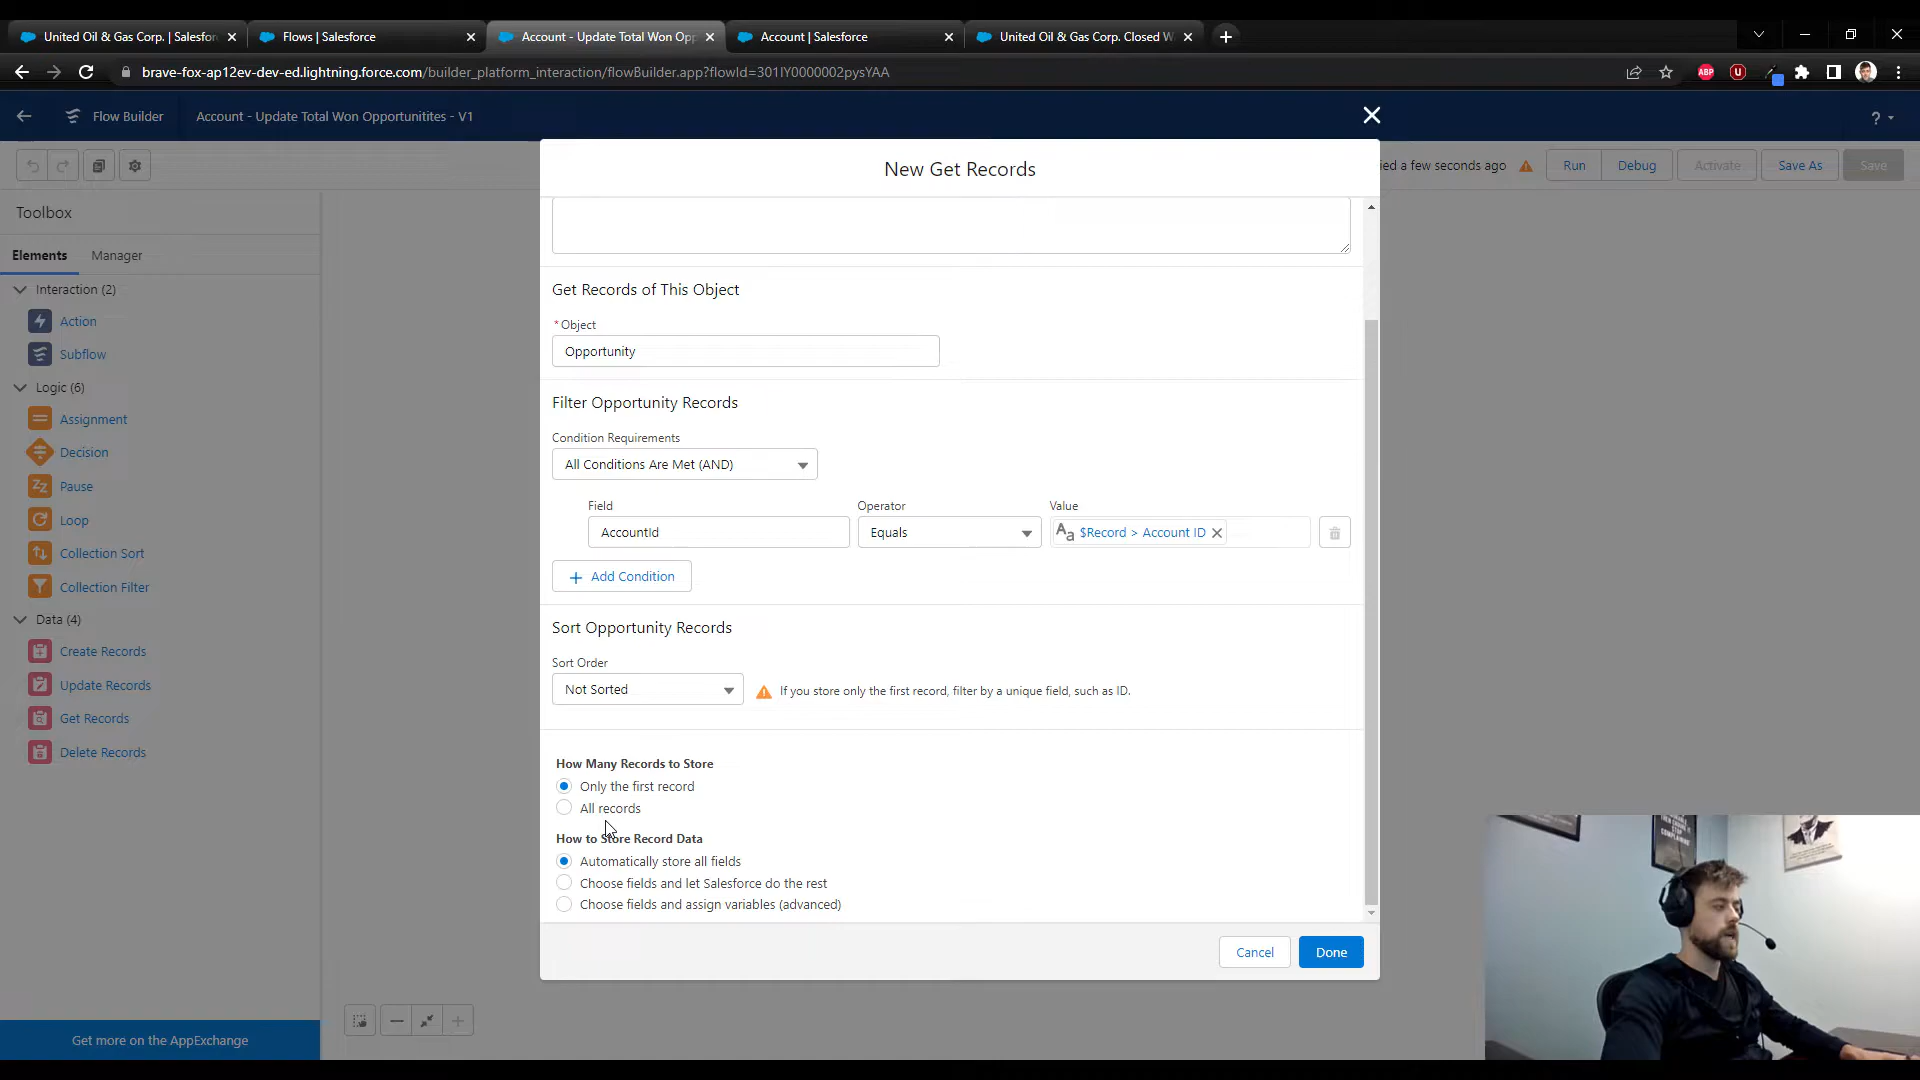 United Oil & Gas Corp. | Salesfor
Flows | Salesforce
Account - Update Total Won Opp
Account | Salesforce
United Oil & Gas Corp. Closed W
brave-fox-ap12ev-dev-ed.lightning.force.com/builder_platform_interaction/flowBuilder.app?flowId=301IY0000002pysYAA
ABP
Flow Builder
Account - Update Total Won Opportunitites - V1
?
New Get Records
ied a few seconds ago
Run
Debug
Activate
Save As
Save
Toolbox
Elements
Manager
Interaction (2)
Action
Subflow
Logic (6)
Assignment
Decision
Pause
Loop
Collection Sort
Collection Filter
Data (4)
Create Records
Update Records
Get Records
Delete Records
Get more on the AppExchange
Get Records of This Object
*Object
Opportunity
Filter Opportunity Records
Condition Requirements
All Conditions Are Met (AND)
Field
Operator
Value
AccountId
Equals
Aa $Record > Account ID
+ Add Condition
Sort Opportunity Records
Sort Order
Not Sorted
If you store only the first record, filter by a unique field, such as ID.
How Many Records to Store
Only the first record
All records
How to Store Record Data
Automatically store all fields
Choose fields and let Salesforce do the rest
Choose fields and assign variables (advanced)
Cancel
Done